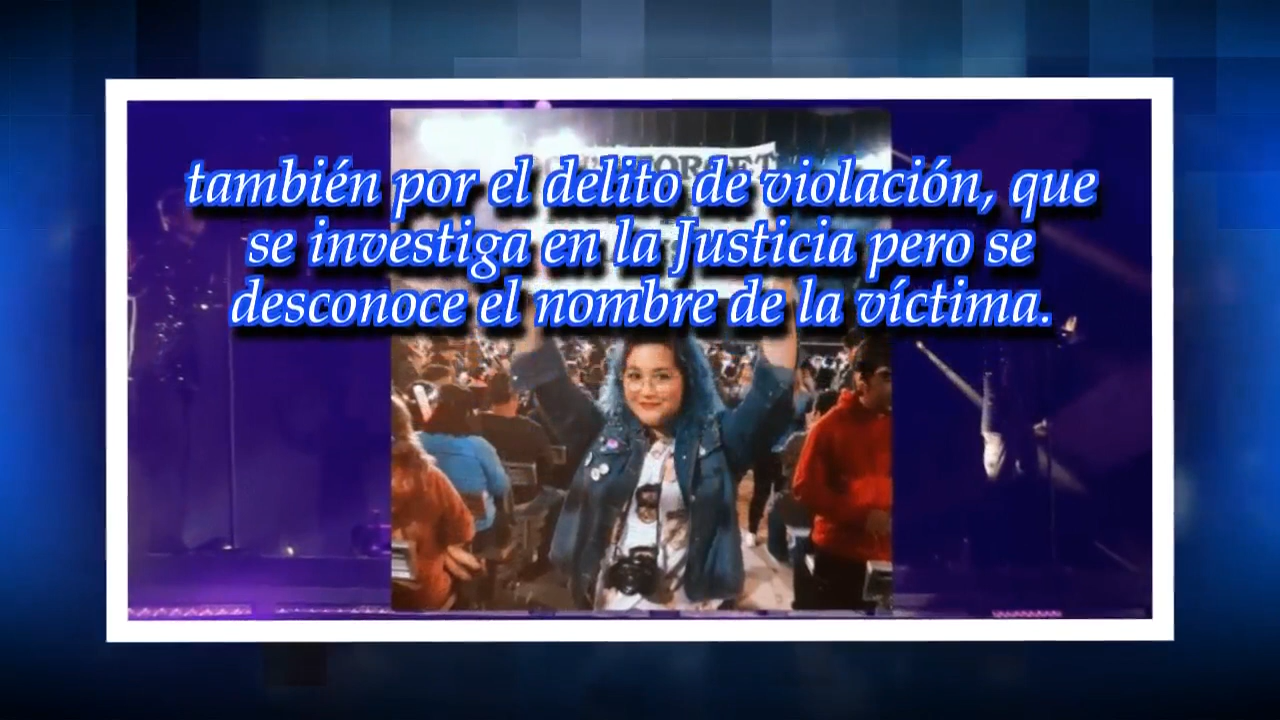 también por el delito de violación, que
se investiga en la Justicia pero se
desconoce el nombre de la víctima.